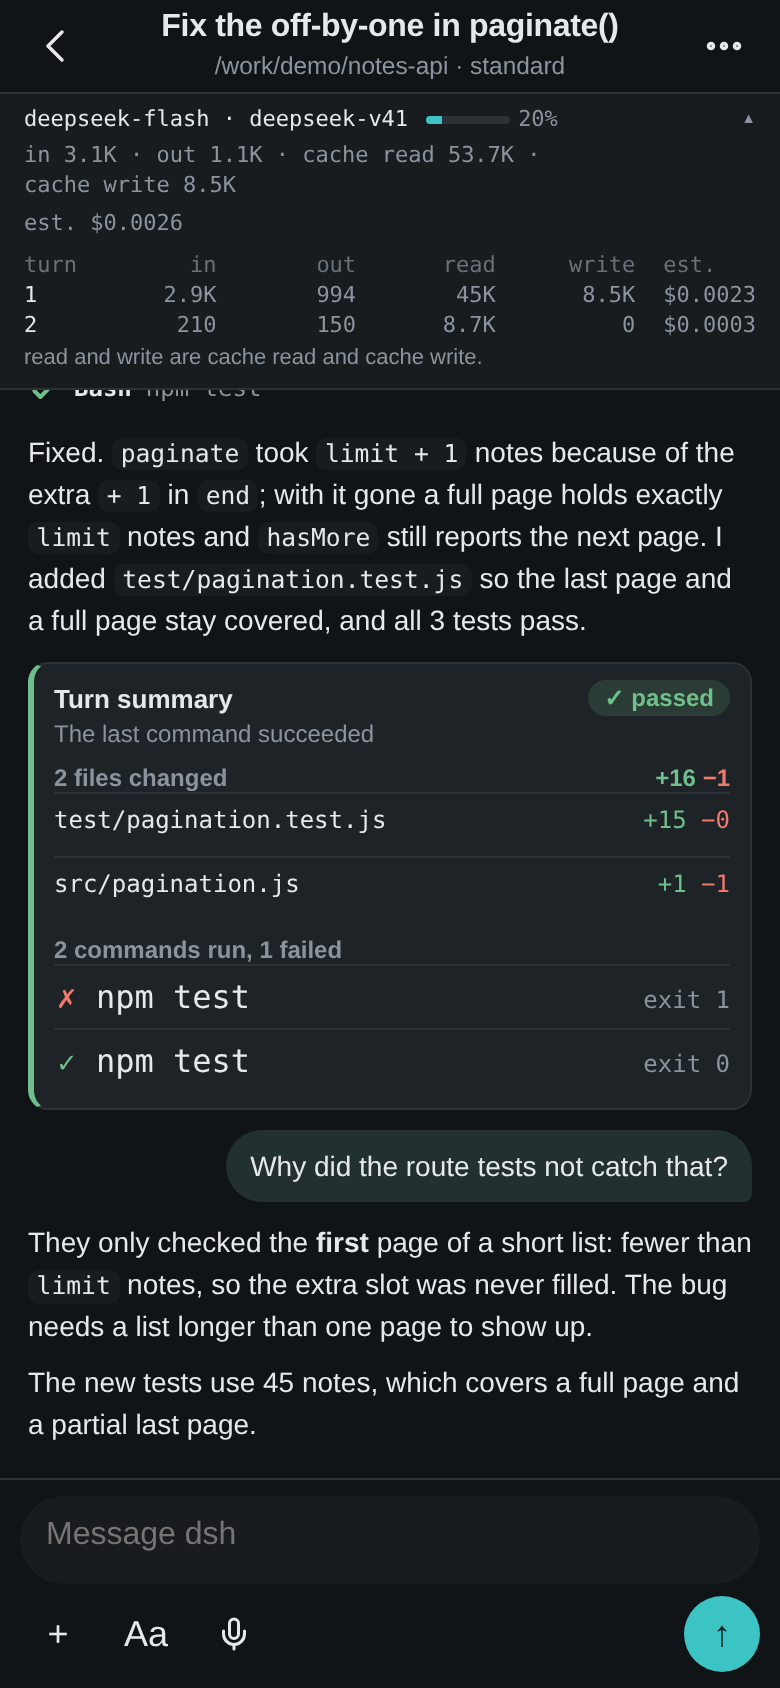 Fix the off-by-one in paginate()
/work/demo/notes-api · standard
deepseek-flash · deepseek-v41 20% ▲
in 3.1K · out 1.1K · cache read 53.7K ·
cache write 8.5K
est. $0.0026
turn in out read write est.
1 2.9K 994 45K 8.5K $0.0023
2 210 150 8.7K 0 $0.0003
read and write are cache read and cache write.
✓ Bash npm test
Fixed. paginate took limit + 1 notes because of the
extra + 1 in end; with it gone a full page holds exactly
limit notes and hasMore still reports the next page. I
added test/pagination.test.js so the last page and
a full page stay covered, and all 3 tests pass.
Turn summary ✓ passed
The last command succeeded
2 files changed +16 −1
test/pagination.test.js +15 −0
src/pagination.js +1 −1
2 commands run, 1 failed
✗ npm test exit 1
✓ npm test exit 0
Why did the route tests not catch that?
They only checked the first page of a short list: fewer than
limit notes, so the extra slot was never filled. The bug
needs a list longer than one page to show up.
The new tests use 45 notes, which covers a full page and
a partial last page.
Message dsh
+ Aa ↑